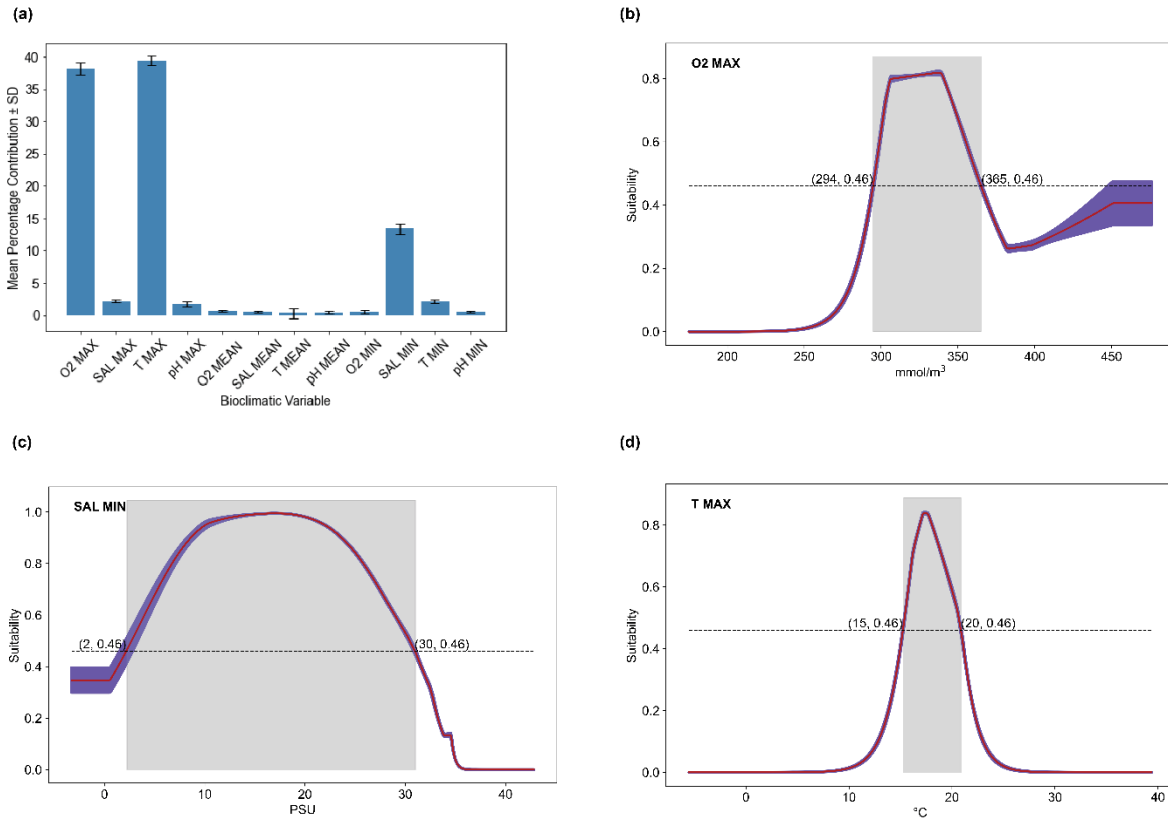 (a)
40
35
30
25
20
15
10
5
0
Mean Percentage Contribution ± SD
O2 MAX
SAL MAX
T MAX
pH MAX
O2 MEAN
SAL MEAN
T MEAN
pH MEAN
O2 MIN
SAL MIN
T MIN
pH MIN
Bioclimatic Variable
(b)
O2 MAX
0.8
0.6
0.4
0.2
0.0
Suitability
(294, 0.46)
(365, 0.46)
200 250 300 350 400 450
mmol/m³
(c)
SAL MIN
1.0
0.8
0.6
0.4
0.2
0.0
Suitability
(2, 0.46)
(30, 0.46)
0 10 20 30 40
PSU
(d)
T MAX
0.8
0.6
0.4
0.2
0.0
Suitability
(15, 0.46)
(20, 0.46)
0 10 20 30 40
°C